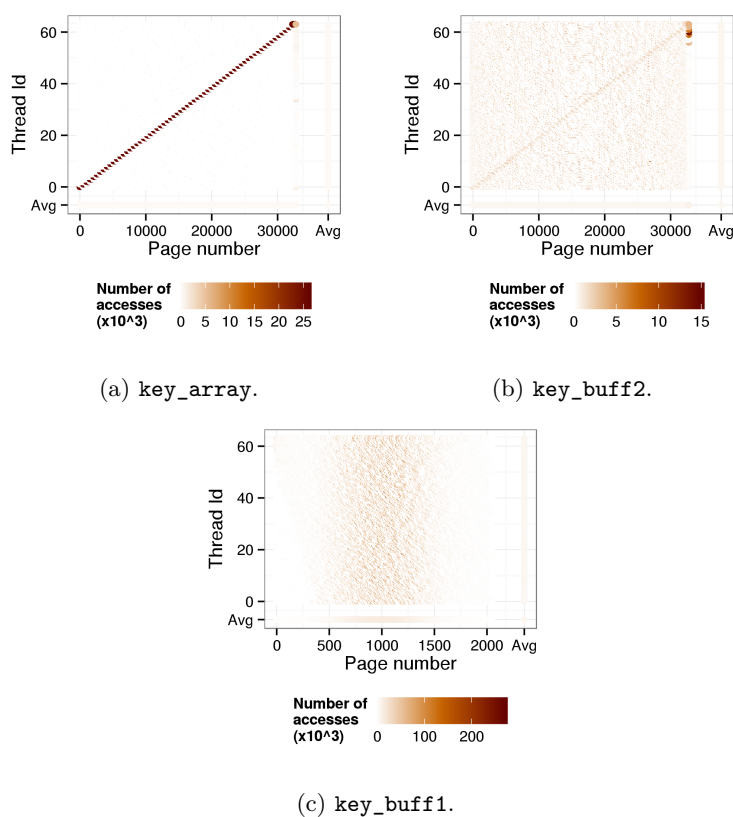 Thread Id
60
40
20
0
Avg
0 10000 20000 30000 Avg
Page number
Number of
accesses
(x10^3)
0 5 10 15 20 25
(a) key_array.
Thread Id
60
40
20
0
Avg
0 10000 20000 30000 Avg
Page number
Number of
accesses
(x10^3)
0 5 10 15
(b) key_buff2.
Thread Id
60
40
20
0
Avg
0 500 1000 1500 2000 Avg
Page number
Number of
accesses
(x10^3)
0 100 200
(c) key_buff1.